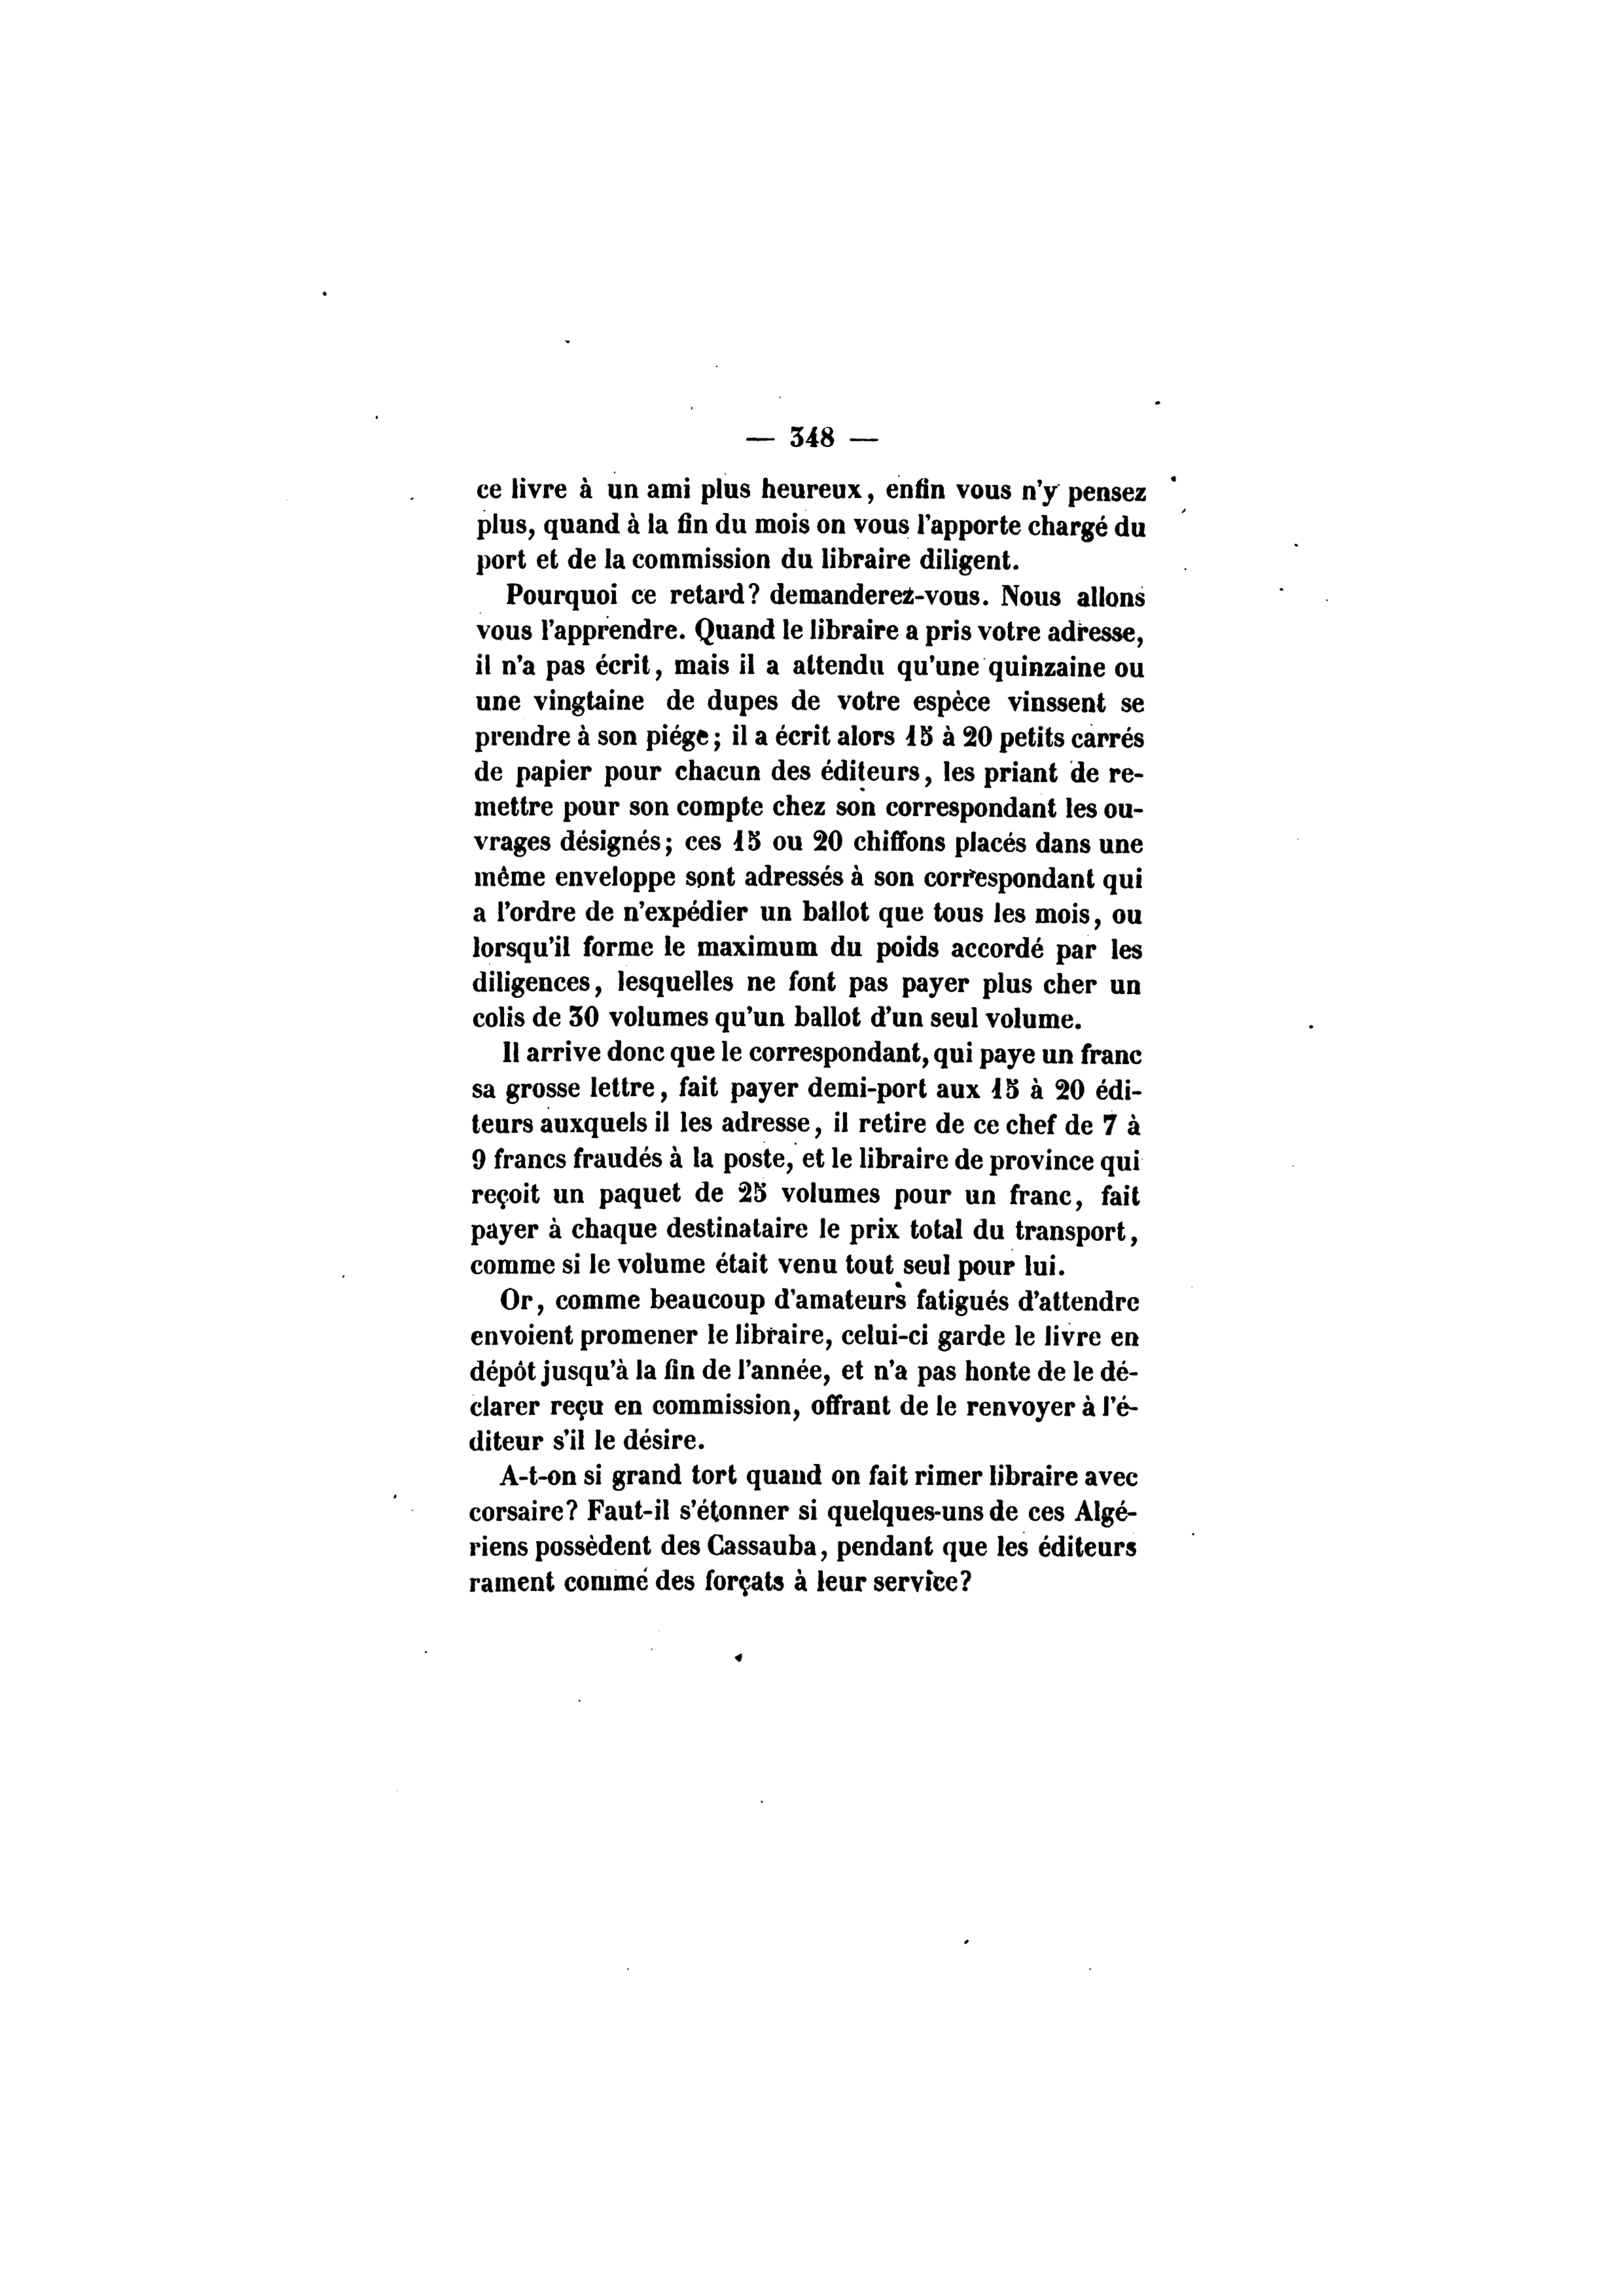 — 348 —
ce livre à un ami plus heureux, enfin vous n'y pensez
plus, quand à la fin du mois on vous l'apporte chargé du
port et de la commission du libraire diligent.
Pourquoi ce retard? demanderez-vous. Nous allons
vous l'apprendre. Quand le libraire a pris votre adresse,
il n'a pas écrit, mais il a attendu qu'une quinzaine ou
une vingtaine de dupes de votre espèce vinssent se
prendre à son piége; il a écrit alors 15 à 20 petits carrés
de papier pour chacun des éditeurs, les priant de re-
mettre pour son compte chez son correspondant les ou-
vrages désignés; ces 15 ou 20 chiffons placés dans une
même enveloppe sont adressés à son correspondant qui
a l'ordre de n'expédier un ballot que tous les mois, ou
lorsqu'il forme le maximum du poids accordé par les
diligences, lesquelles ne font pas payer plus cher un
colis de 30 volumes qu'un ballot d'un seul volume.
Il arrive donc que le correspondant, qui paye un franc
sa grosse lettre, fait payer demi-port aux 15 à 20 édi-
teurs auxquels il les adresse, il retire de ce chef de 7 à
9 francs fraudés à la poste, et le libraire de province qui
reçoit un paquet de 25 volumes pour un franc, fait
payer à chaque destinataire le prix total du transport,
comme si le volume était venu tout seul pour lui.
Or, comme beaucoup d'amateurs fatigués d'attendre
envoient promener le libraire, celui-ci garde le livre en
dépôt jusqu'à la fin de l'année, et n'a pas honte de le dé-
clarer reçu en commission, offrant de le renvoyer à l'é-
diteur s'il le désire.
A-t-on si grand tort quand on fait rimer libraire avec
corsaire? Faut-il s'étonner si quelques-uns de ces Algé-
riens possèdent des Cassauba, pendant que les éditeurs
rament comme des forçats à leur service?